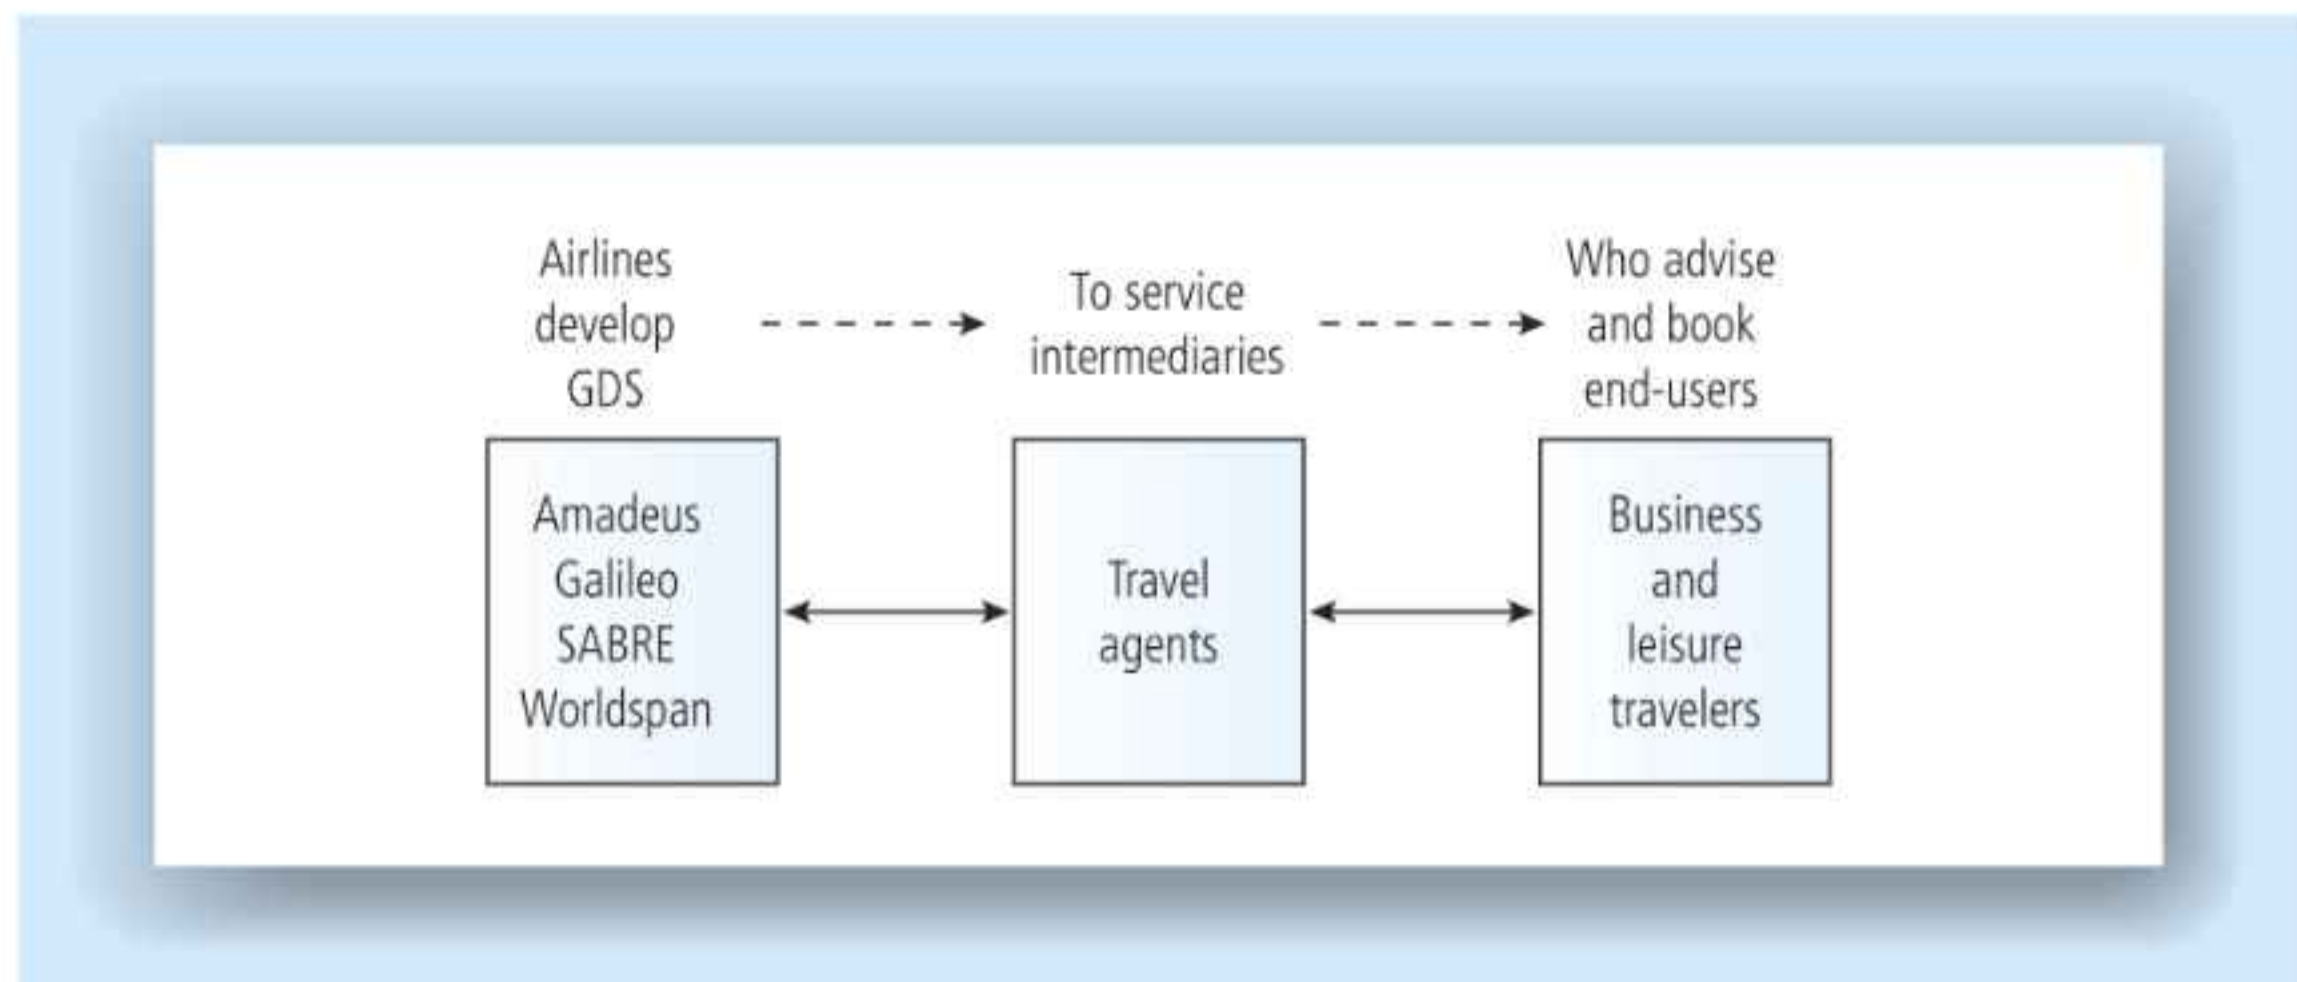 Airlines
develop
GDS
To service
intermediaries
Who advise
and book
end-users
Amadeus
Galileo
SABRE
Worldspan
Travel
agents
Business
and
leisure
travelers